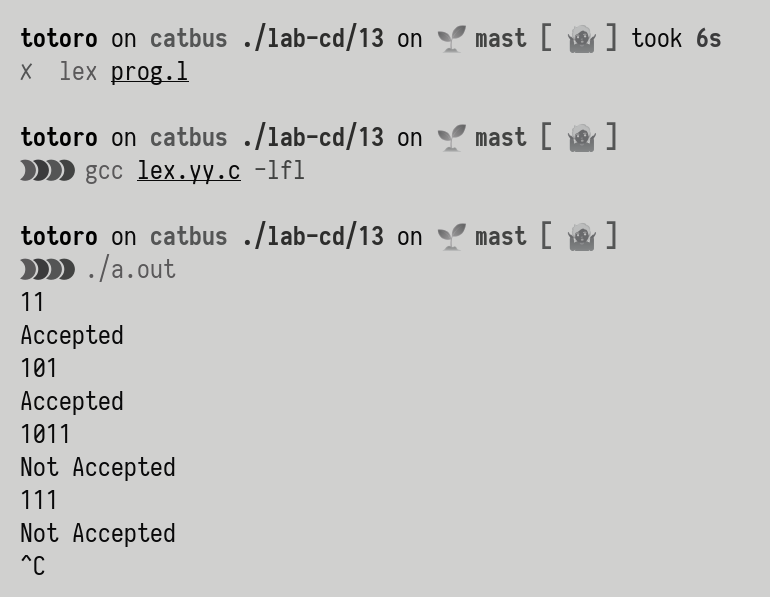 totoro on catbus ./lab-cd/13 on 🌱 mast [ 🤷 ] took 6s
✗ lex prog.l
totoro on catbus ./lab-cd/13 on 🌱 mast [ 🤷 ]
gcc lex.yy.c -lfl
totoro on catbus ./lab-cd/13 on 🌱 mast [ 🤷 ]
./a.out
11
Accepted
101
Accepted
1011
Not Accepted
111
Not Accepted
^C